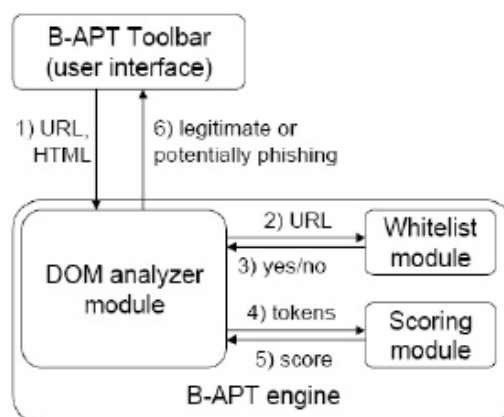 B-APT Toolbar
(user interface)
1) URL,
HTML
6) legitimate or
potentially phishing
DOM analyzer
module
2) URL
3) yes/no
Whitelist
module
4) tokens
5) score
Scoring
module
B-APT engine